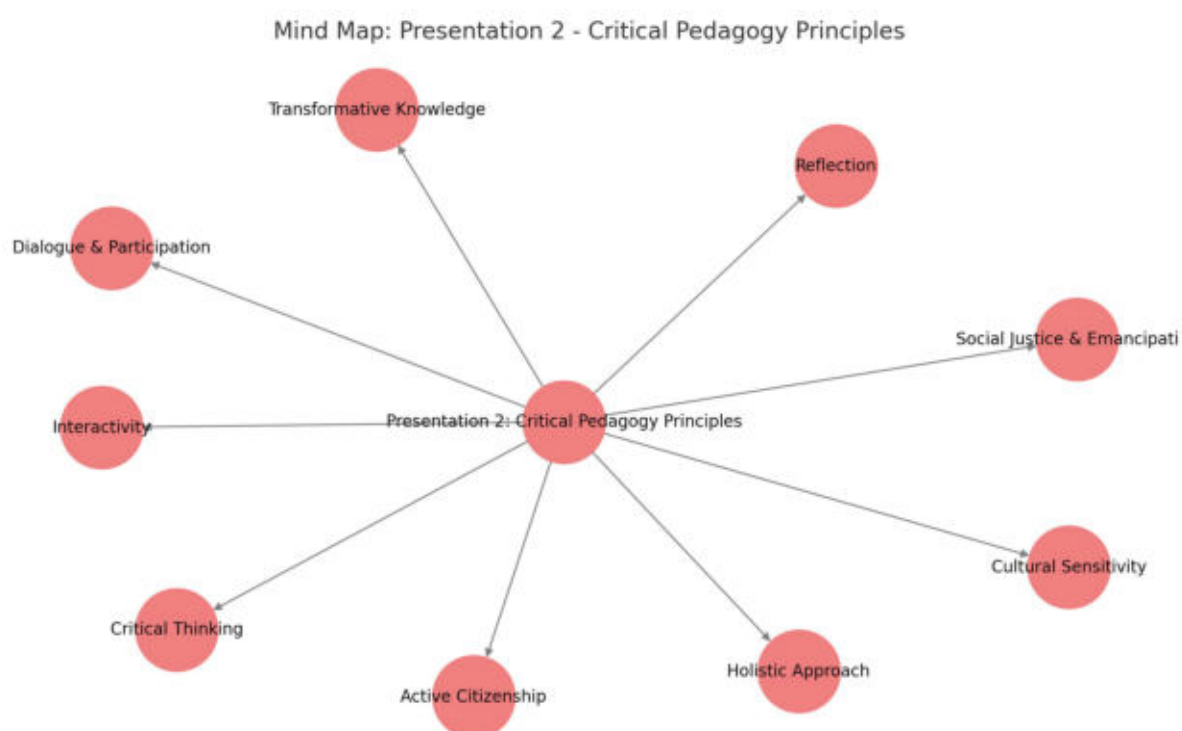 Mind Map: Presentation 2 - Critical Pedagogy Principles
Transformative Knowledge
Reflection
Dialogue & Participation
Social Justice & Emancipati
Presentation 2: Critical Pedagogy Principles
Interactivity
Cultural Sensitivity
Critical Thinking
Holistic Approach
Active Citizenship